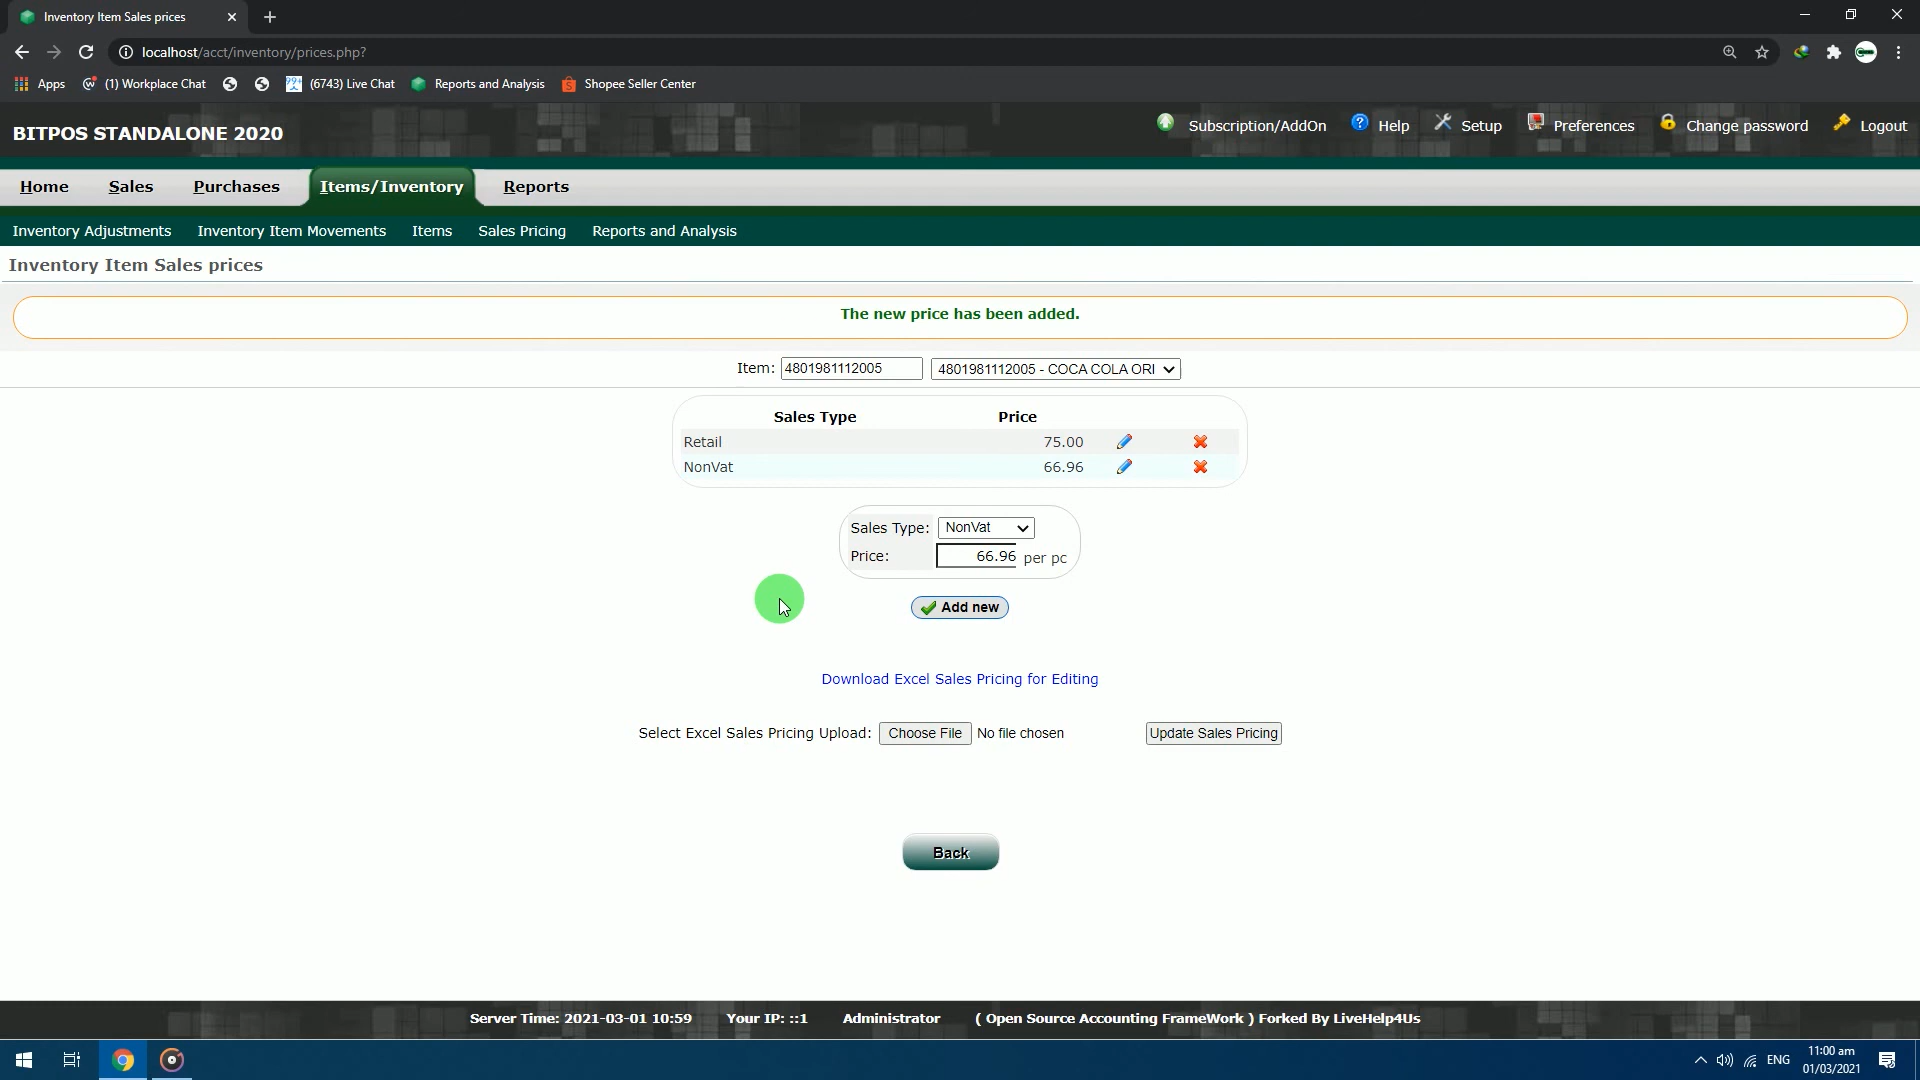 Inventory Item Sales prices
localhost/acct/inventory/prices.php?
Apps (1) Workplace Chat (6743) Live Chat Reports and Analysis Shopee Seller Center
BITPOS STANDALONE 2020
Subscription/AddOn Help Setup Preferences Change password Logout
Home Sales Purchases Items/Inventory Reports
Inventory Adjustments Inventory Item Movements Items Sales Pricing Reports and Analysis
Inventory Item Sales prices
The new price has been added.
Item: 4801981112005 4801981112005 - COCA COLA ORI
Sales Type Price
Retail 75.00
NonVat 66.96
Sales Type: NonVat
Price: 66.96 per pc
Add new
Download Excel Sales Pricing for Editing
Select Excel Sales Pricing Upload: Choose File No file chosen Update Sales Pricing
Back
Server Time: 2021-03-01 10:59 Your IP: ::1 Administrator ( Open Source Accounting FrameWork ) Forked By LiveHelp4Us
ENG 11:00 am
01/03/2021